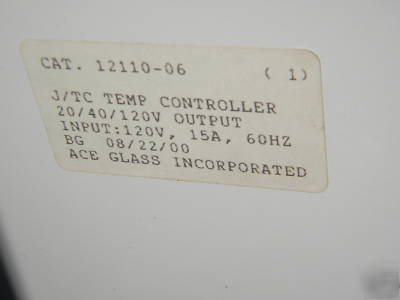 CAT. 12110-06 ( 1)
J/TC TEMP CONTROLLER
20/40/120V OUTPUT
INPUT:120V, 15A, 60HZ
BG 08/22/00
ACE GLASS INCORPORATED